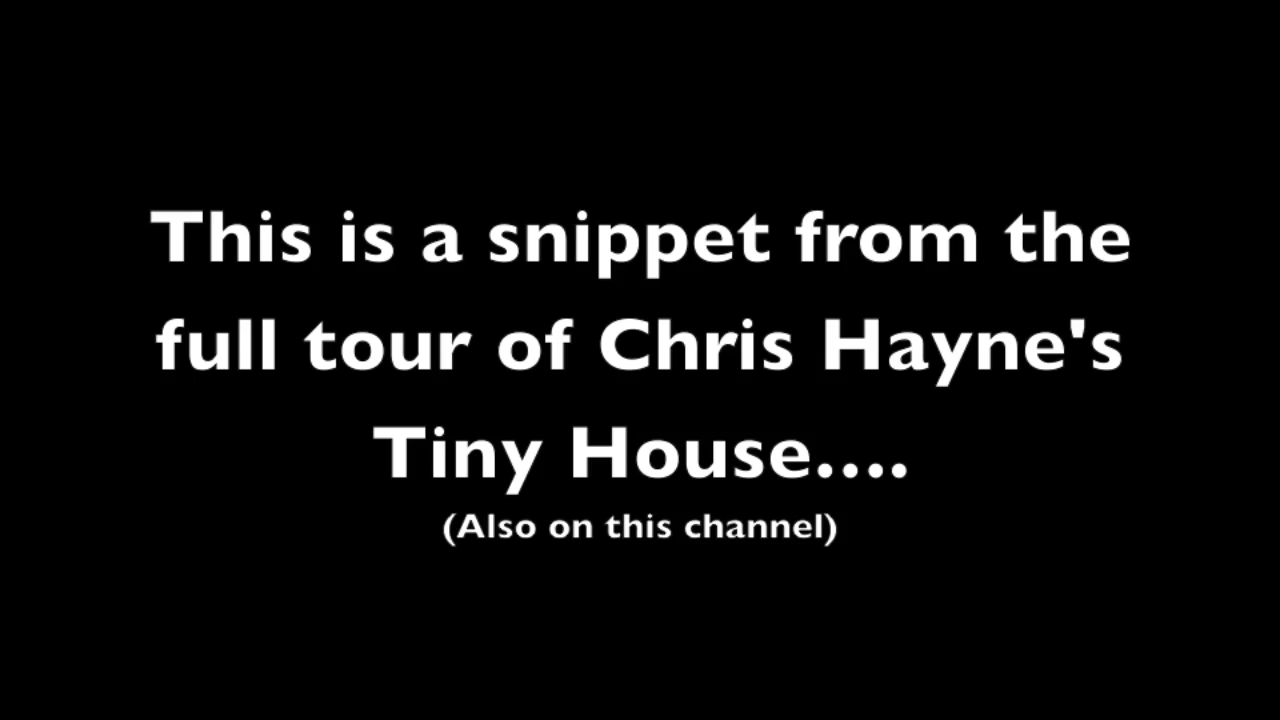 This is a snippet from the
full tour of Chris Hayne's
Tiny House....
(Also on this channel)